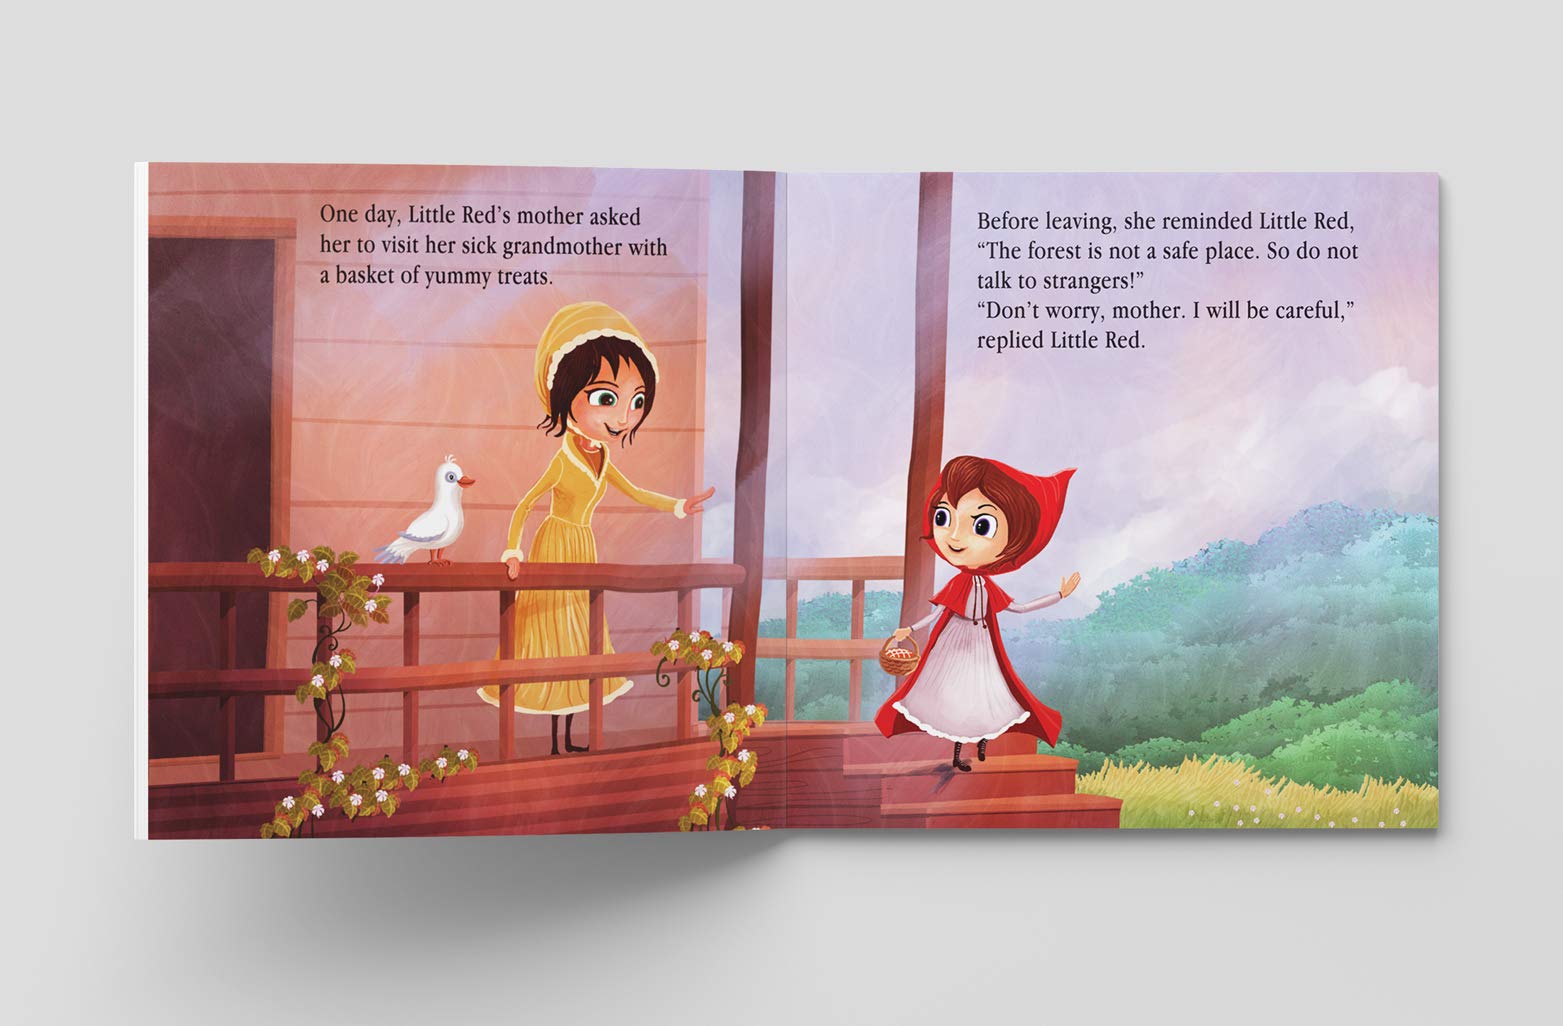 One day, Little Red’s mother asked
her to visit her sick grandmother with
a basket of yummy treats.
Before leaving, she reminded Little Red,
“The forest is not a safe place. So do not
talk to strangers!”
“Don’t worry, mother. I will be careful,”
replied Little Red.